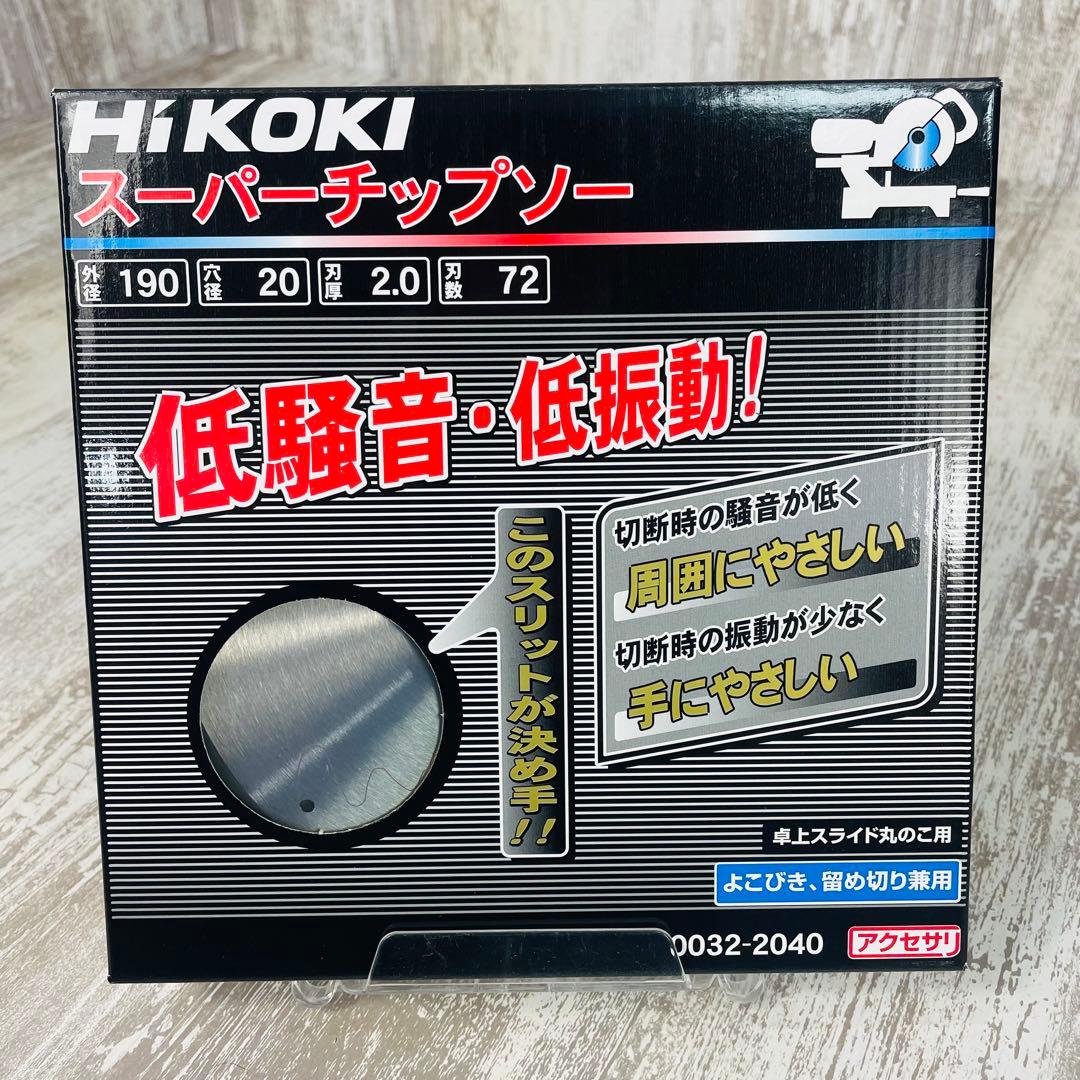 HiKOKI
スーパーチップソー
外径 190 穴径 20 刃厚 2.0 刃数 72
低騒音・低振動!
このスリットが決め手!!
切断時の騒音が低く
周囲にやさしい
切断時の振動が少なく
手にやさしい
卓上スライド丸のこ用
よこびき、留め切り兼用
0032-2040 アクセサリ